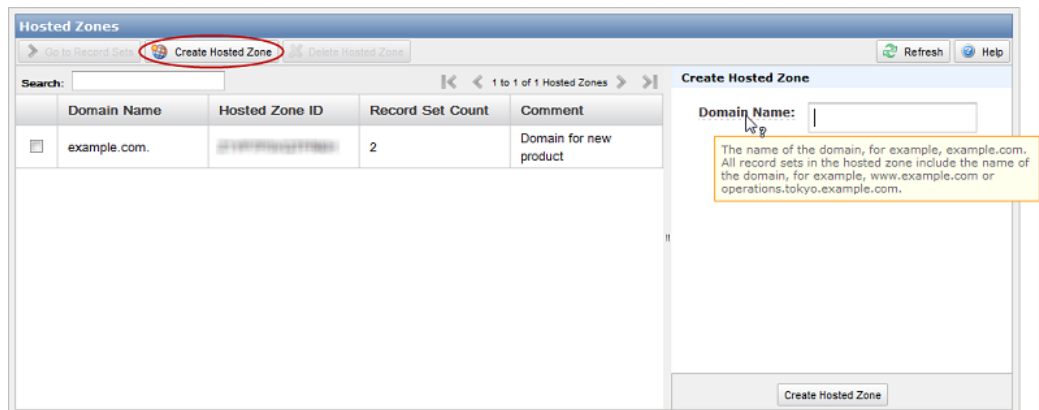 Hosted Zones
Go to Record Sets Create Hosted Zone Delete Hosted Zone Refresh Help
Search: 1 to 1 of 1 Hosted Zones
Domain Name Hosted Zone ID Record Set Count Comment
example.com. 2 Domain for new
product
Create Hosted Zone
Domain Name:
The name of the domain, for example, example.com.
All record sets in the hosted zone include the name of
the domain, for example, www.example.com or
operations.tokyo.example.com.
Create Hosted Zone